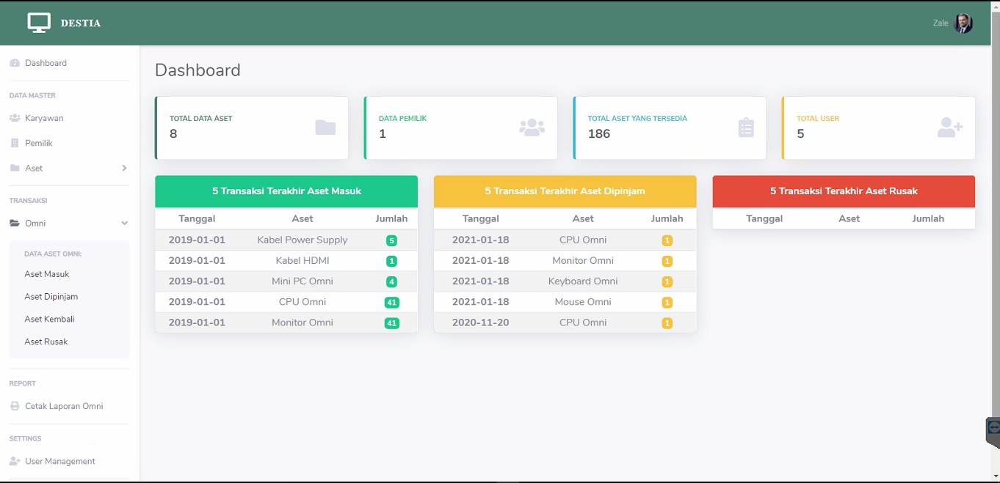 DESTIA
Zale
Dashboard
DATA MASTER
Karyawan
Pemilik
Aset
TRANSAKSI
Omni
DATA ASET OMNI:
Aset Masuk
Aset Dipinjam
Aset Kembali
Aset Rusak
REPORT
Cetak Laporan Omni
SETTINGS
User Management
Dashboard
TOTAL DATA ASET
8
DATA PEMILIK
1
TOTAL ASET YANG TERSEDIA
186
TOTAL USER
5
5 Transaksi Terakhir Aset Masuk
Tanggal Aset Jumlah
2019-01-01 Kabel Power Supply 5
2019-01-01 Kabel HDMI 1
2019-01-01 Mini PC Omni 4
2019-01-01 CPU Omni 41
2019-01-01 Monitor Omni 41
5 Transaksi Terakhir Aset Dipinjam
Tanggal Aset Jumlah
2021-01-18 CPU Omni 1
2021-01-18 Monitor Omni 1
2021-01-18 Keyboard Omni 1
2021-01-18 Mouse Omni 1
2020-11-20 CPU Omni 1
5 Transaksi Terakhir Aset Rusak
Tanggal Aset Jumlah